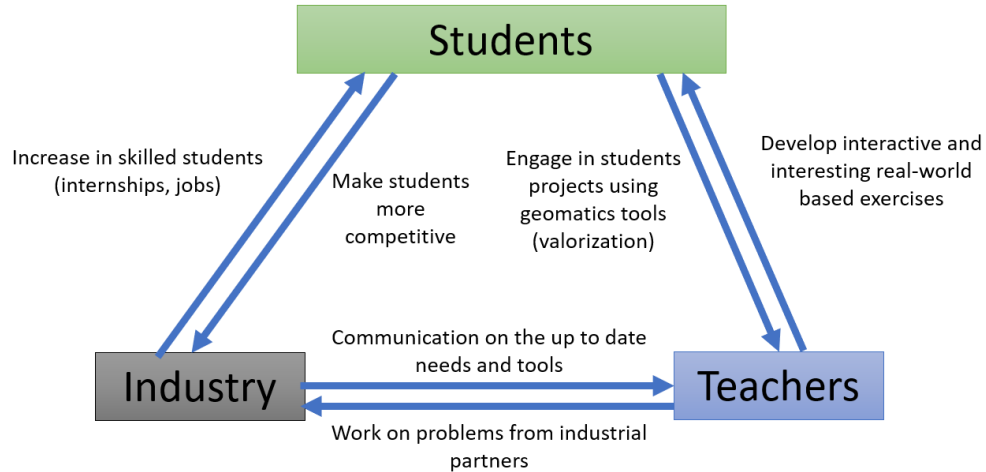 Students
Increase in skilled students
(internships, jobs)
Make students
more
competitive
Engage in students
projects using
geomatics tools
(valorization)
Develop interactive and
interesting real-world
based exercises
Communication on the up to date
needs and tools
Industry
Teachers
Work on problems from industrial
partners